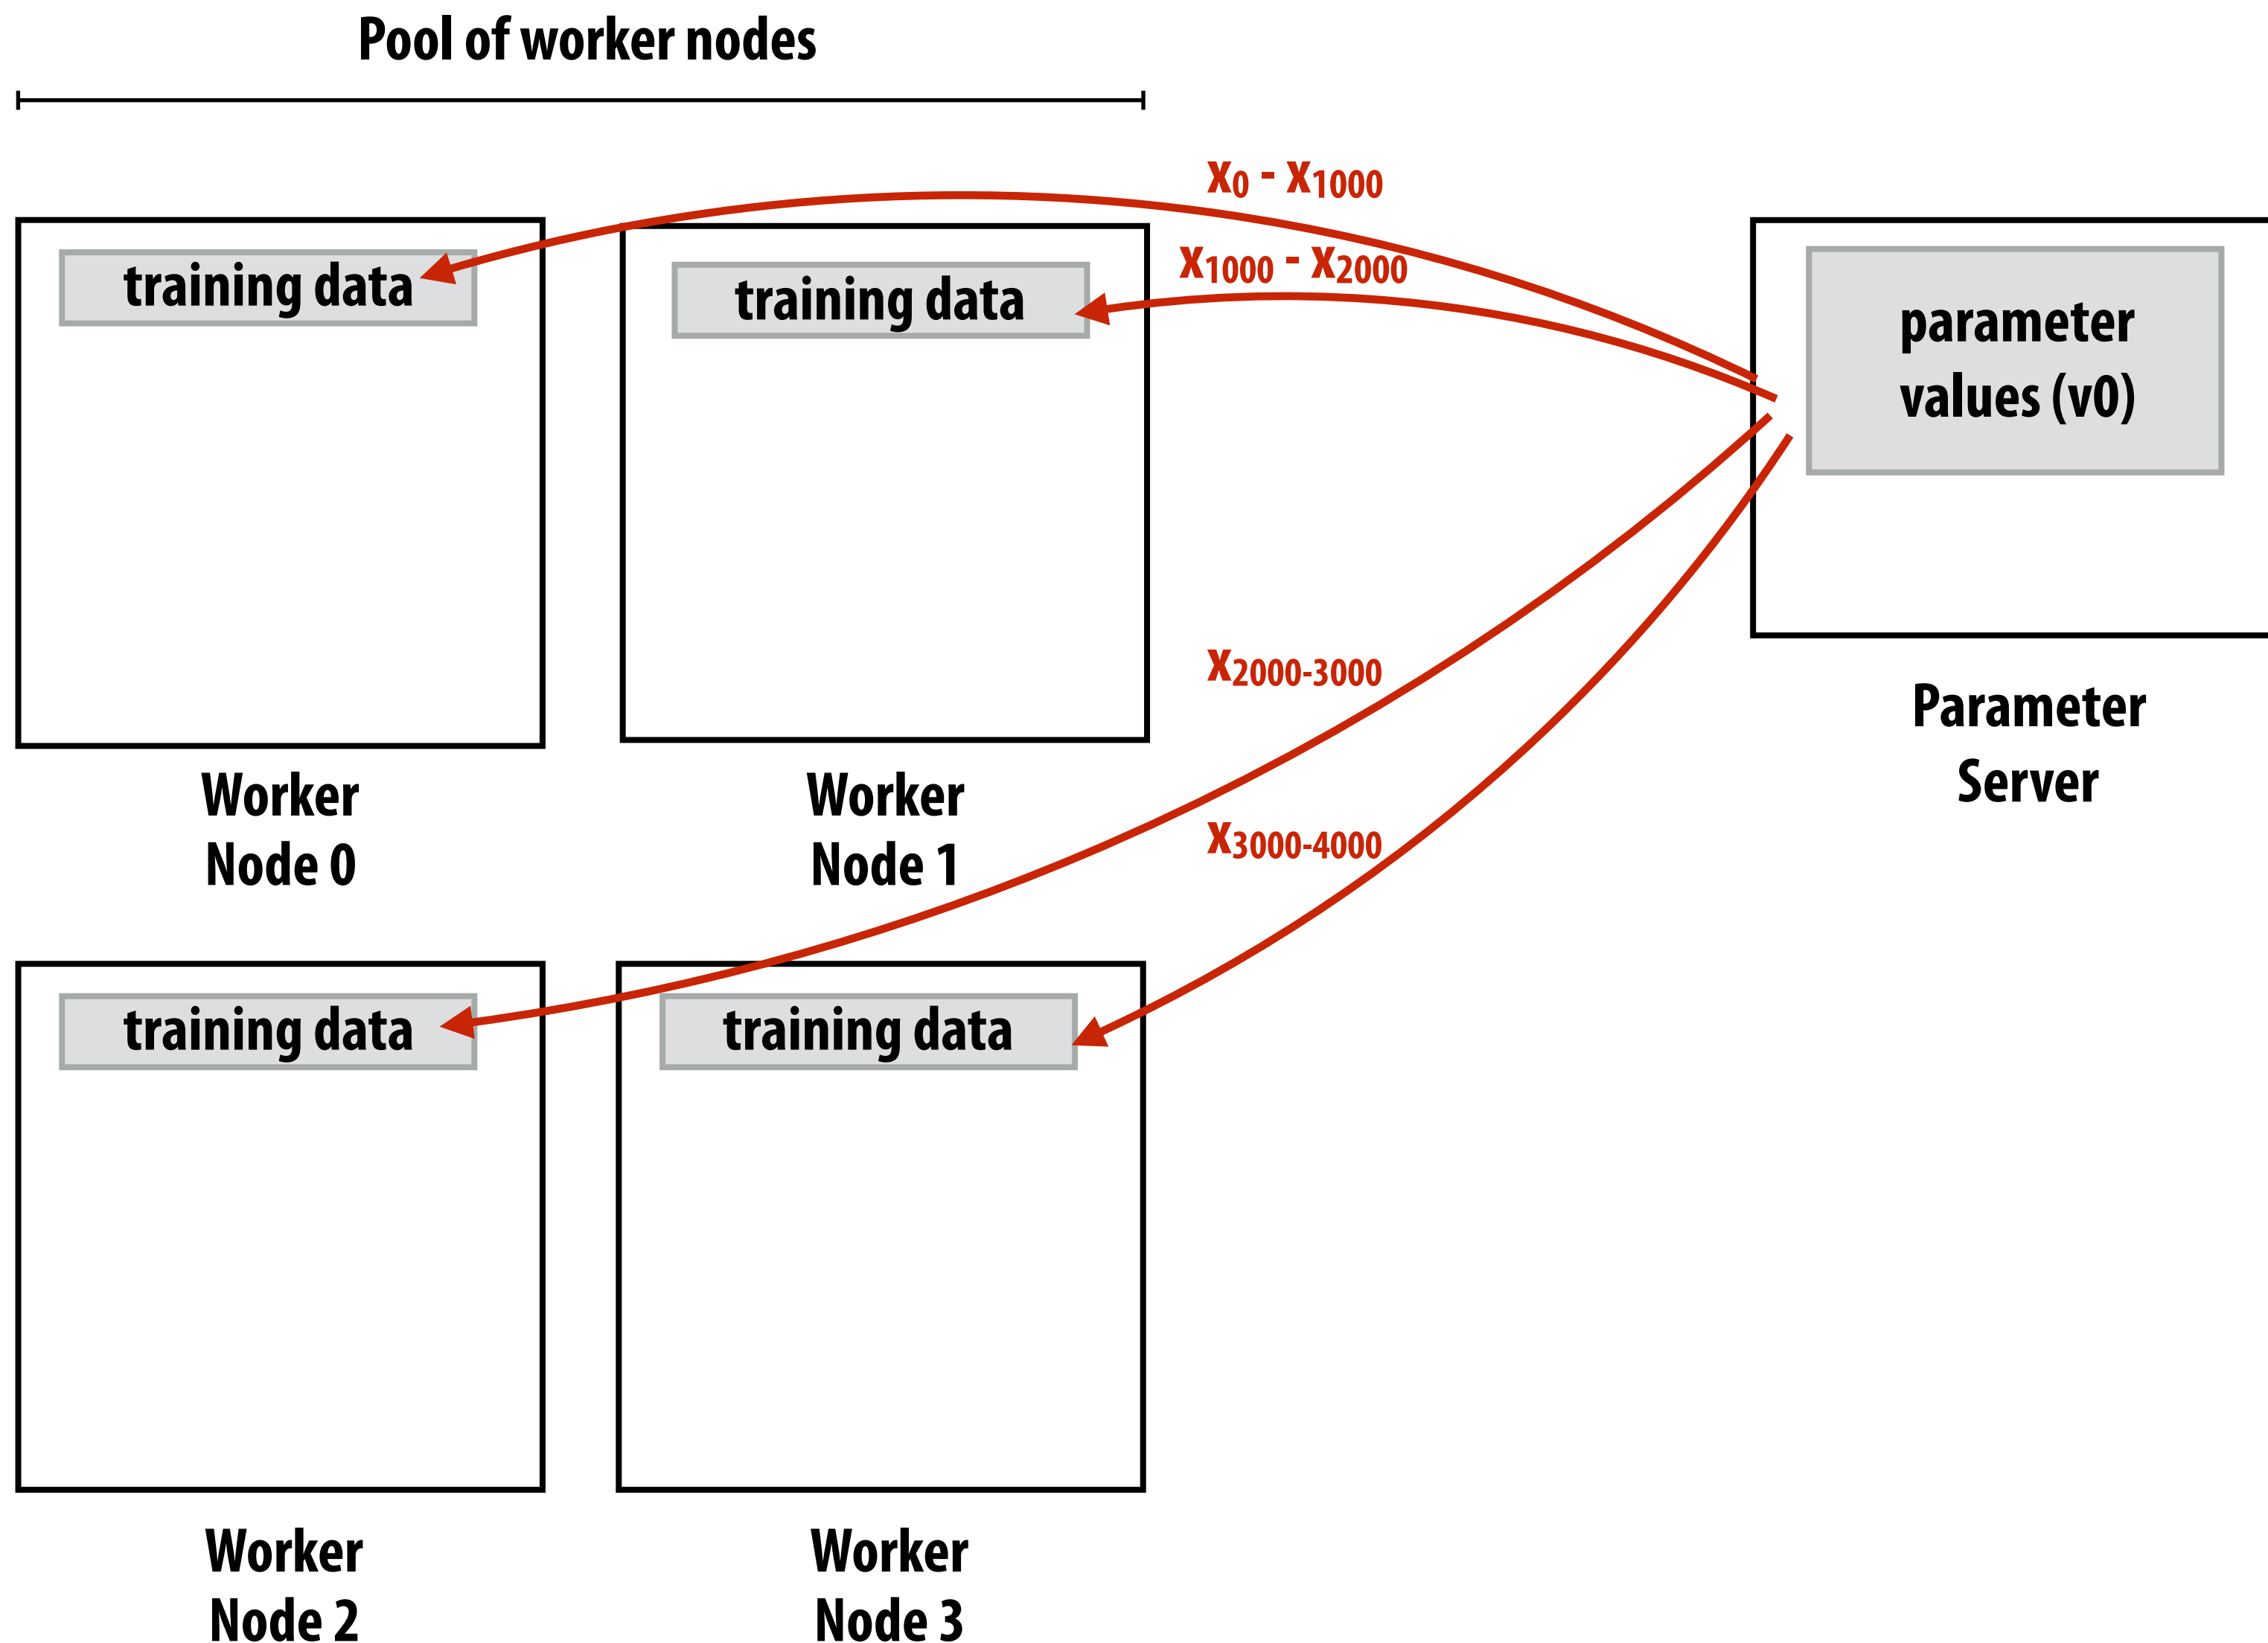 Pool of worker nodes
x0 - x1000
x1000 - x2000
training data
training data
parameter
values (v0)
x2000-3000
Parameter
Server
Worker
Node 0
Worker
Node 1
x3000-4000
training data
training data
Worker
Node 2
Worker
Node 3